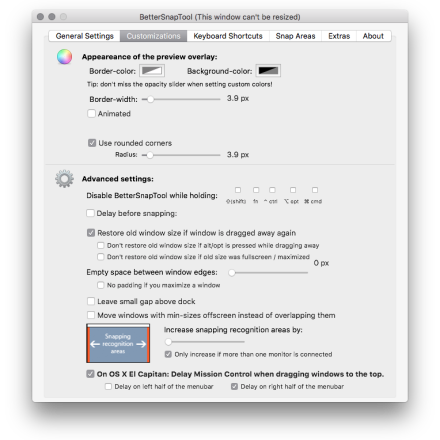 BetterSnapTool (This window can't be resized)
General Settings Customizations Keyboard Shortcuts Snap Areas Extras About
Appeareance of the preview overlay:
Border-color: Background-color:
Tip: don't miss the opacity slider when setting custom colors!
Border-width: 3.9 px
Animated
Use rounded corners
Radius: 3.9 px
Advanced settings:
Disable BetterSnapTool while holding:
⇧(shift) fn ^ ctrl ⌥ opt ⌘ cmd
Delay before snapping:
Restore old window size if window is dragged away again
Don't restore old window size if alt/opt is pressed while dragging away
Don't restore old window size if old size was fullscreen / maximized
Empty space between window edges: 0 px
No padding if you maximize a window
Leave small gap above dock
Move windows with min-sizes offscreen instead of overlapping them
Snapping
recognition
areas
Increase snapping recognition areas by:
Only increase if more than one monitor is connected
On OS X El Capitan: Delay Mission Control when dragging windows to the top.
Delay on left half of the menubar Delay on right half of the menubar